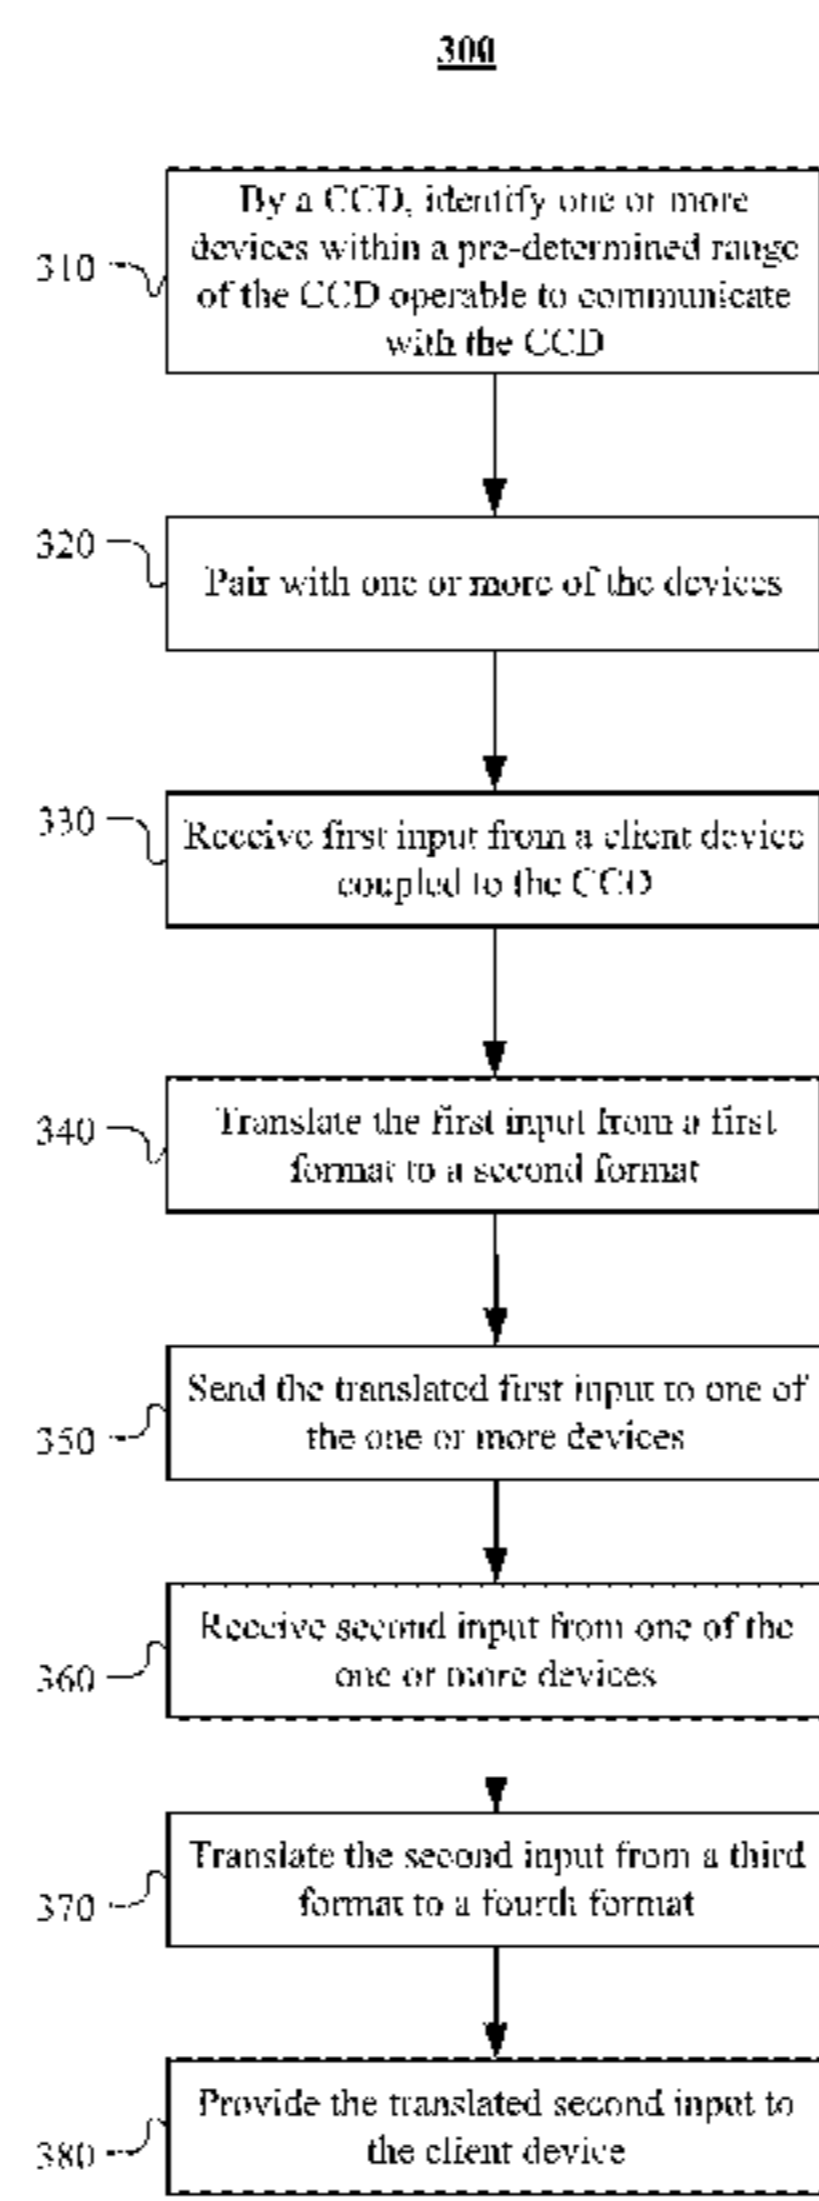 300
310
By a CCD, identify one or more
devices within a pre-determined range
of the CCD operable to communicate
with the CCD
320
Pair with one or more of the devices
330
Receive first input from a client device
coupled to the CCD
340
Translate the first input from a first
format to a second format
350
Send the translated first input to one of
the one or more devices
360
Receive second input from one of the
one or more devices
370
Translate the second input from a third
format to a fourth format
380
Provide the translated second input to
the client device